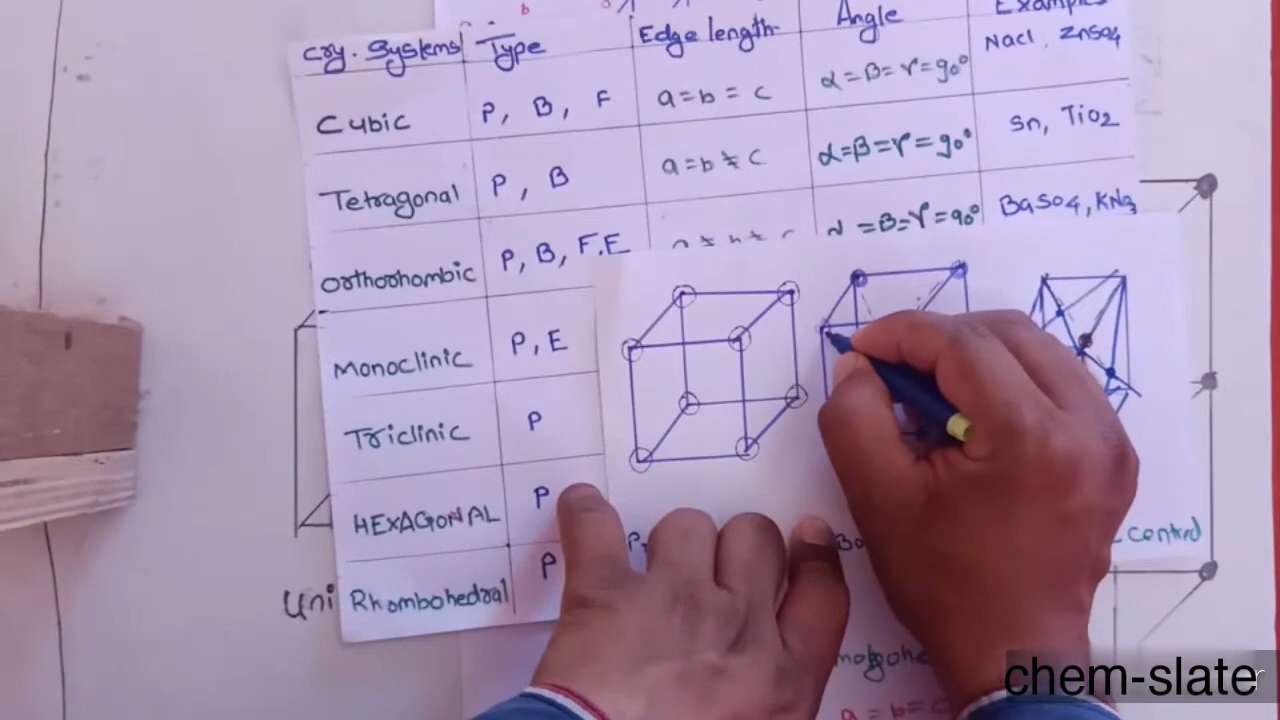 Cry. Systems Type Edge length Angle Examples
Cubic P, B, F a = b = c α = β = γ = 90° Nacl, ZnSO4
Tetragonal P, B a = b ≠ c α = β = γ = 90° Sn, TiO2
Orthorhombic P, B, F, E a ≠ b ≠ c α = β = γ = 90° BaSO4, KNO3
Monoclinic P, E
Triclinic P
HEXAGONAL P
Rhombohedral P
Uni
centred
a = b = c
chem-slate